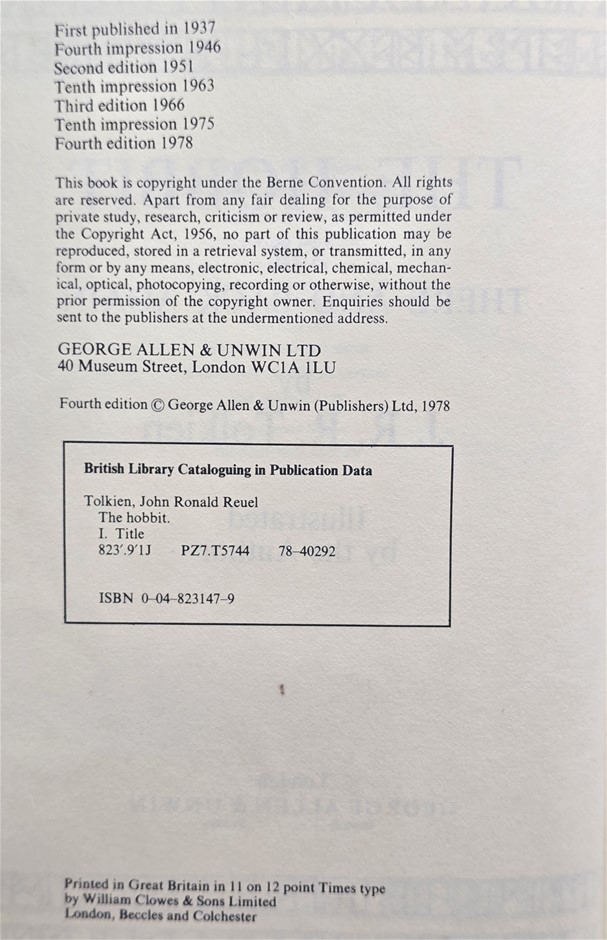 First published in 1937
Fourth impression 1946
Second edition 1951
Tenth impression 1963
Third edition 1966
Tenth impression 1975
Fourth edition 1978
This book is copyright under the Berne Convention. All rights
are reserved. Apart from any fair dealing for the purpose of
private study, research, criticism or review, as permitted under
the Copyright Act, 1956, no part of this publication may be
reproduced, stored in a retrieval system, or transmitted, in any
form or by any means, electronic, electrical, chemical, mechan-
ical, optical, photocopying, recording or otherwise, without the
prior permission of the copyright owner. Enquiries should be
sent to the publishers at the undermentioned address.
GEORGE ALLEN & UNWIN LTD
40 Museum Street, London WC1A 1LU
Fourth edition © George Allen & Unwin (Publishers) Ltd, 1978
British Library Cataloguing in Publication Data
Tolkien, John Ronald Reuel
The hobbit.
I. Title
823'.9'1J PZ7.T5744 78–40292
ISBN 0–04–823147–9
Printed in Great Britain in 11 on 12 point Times type
by William Clowes & Sons Limited
London, Beccles and Colchester